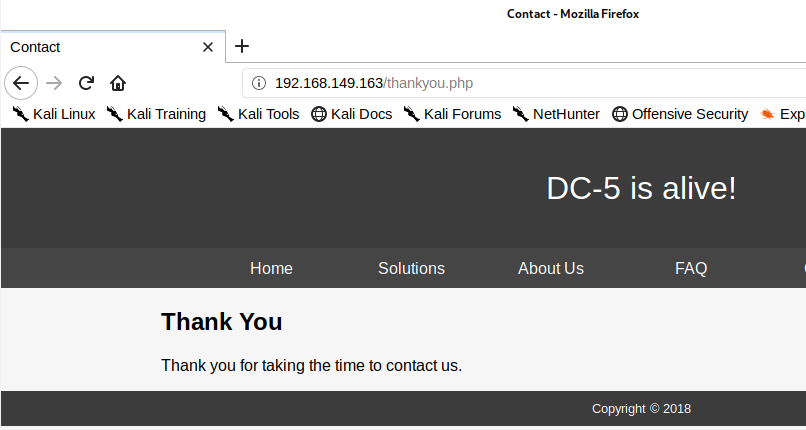 Contact - Mozilla Firefox
Contact
192.168.149.163/thankyou.php
Kali Linux Kali Training Kali Tools Kali Docs Kali Forums NetHunter Offensive Security Exp
DC-5 is alive!
Home Solutions About Us FAQ
Thank You
Thank you for taking the time to contact us.
Copyright © 2018